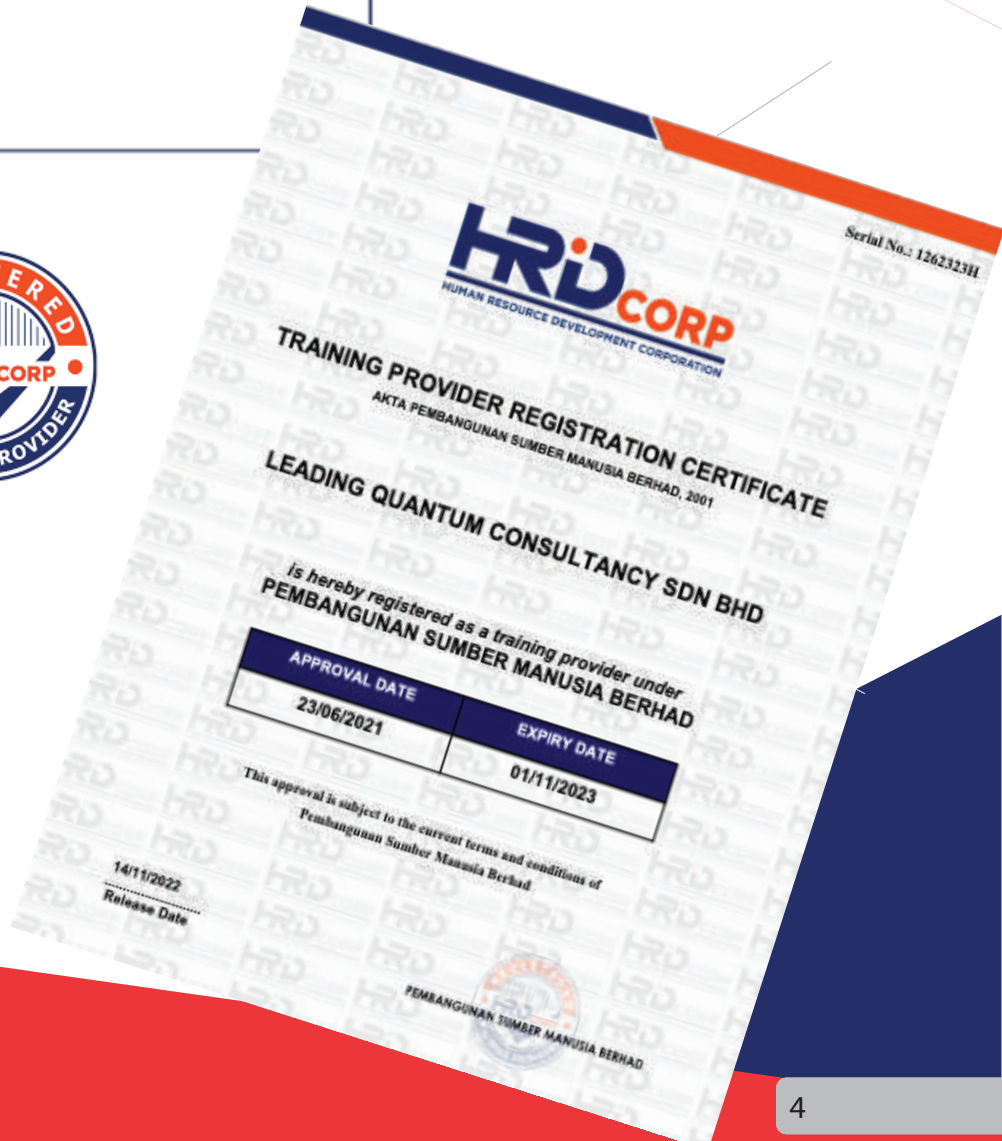 Serial No.: 1262323H
HRD CORP
HUMAN RESOURCE DEVELOPMENT CORPORATION
TRAINING PROVIDER REGISTRATION CERTIFICATE
AKTA PEMBANGUNAN SUMBER MANUSIA BERHAD, 2001
LEADING QUANTUM CONSULTANCY SDN BHD
is hereby registered as a training provider under
PEMBANGUNAN SUMBER MANUSIA BERHAD
APPROVAL DATE EXPIRY DATE
23/06/2021 01/11/2023
This approval is subject to the current terms and conditions of
Pembangunan Sumber Manusia Berhad
14/11/2022
Release Date
PEMBANGUNAN SUMBER MANUSIA BERHAD
ERED
CORP
ROVIDER
4